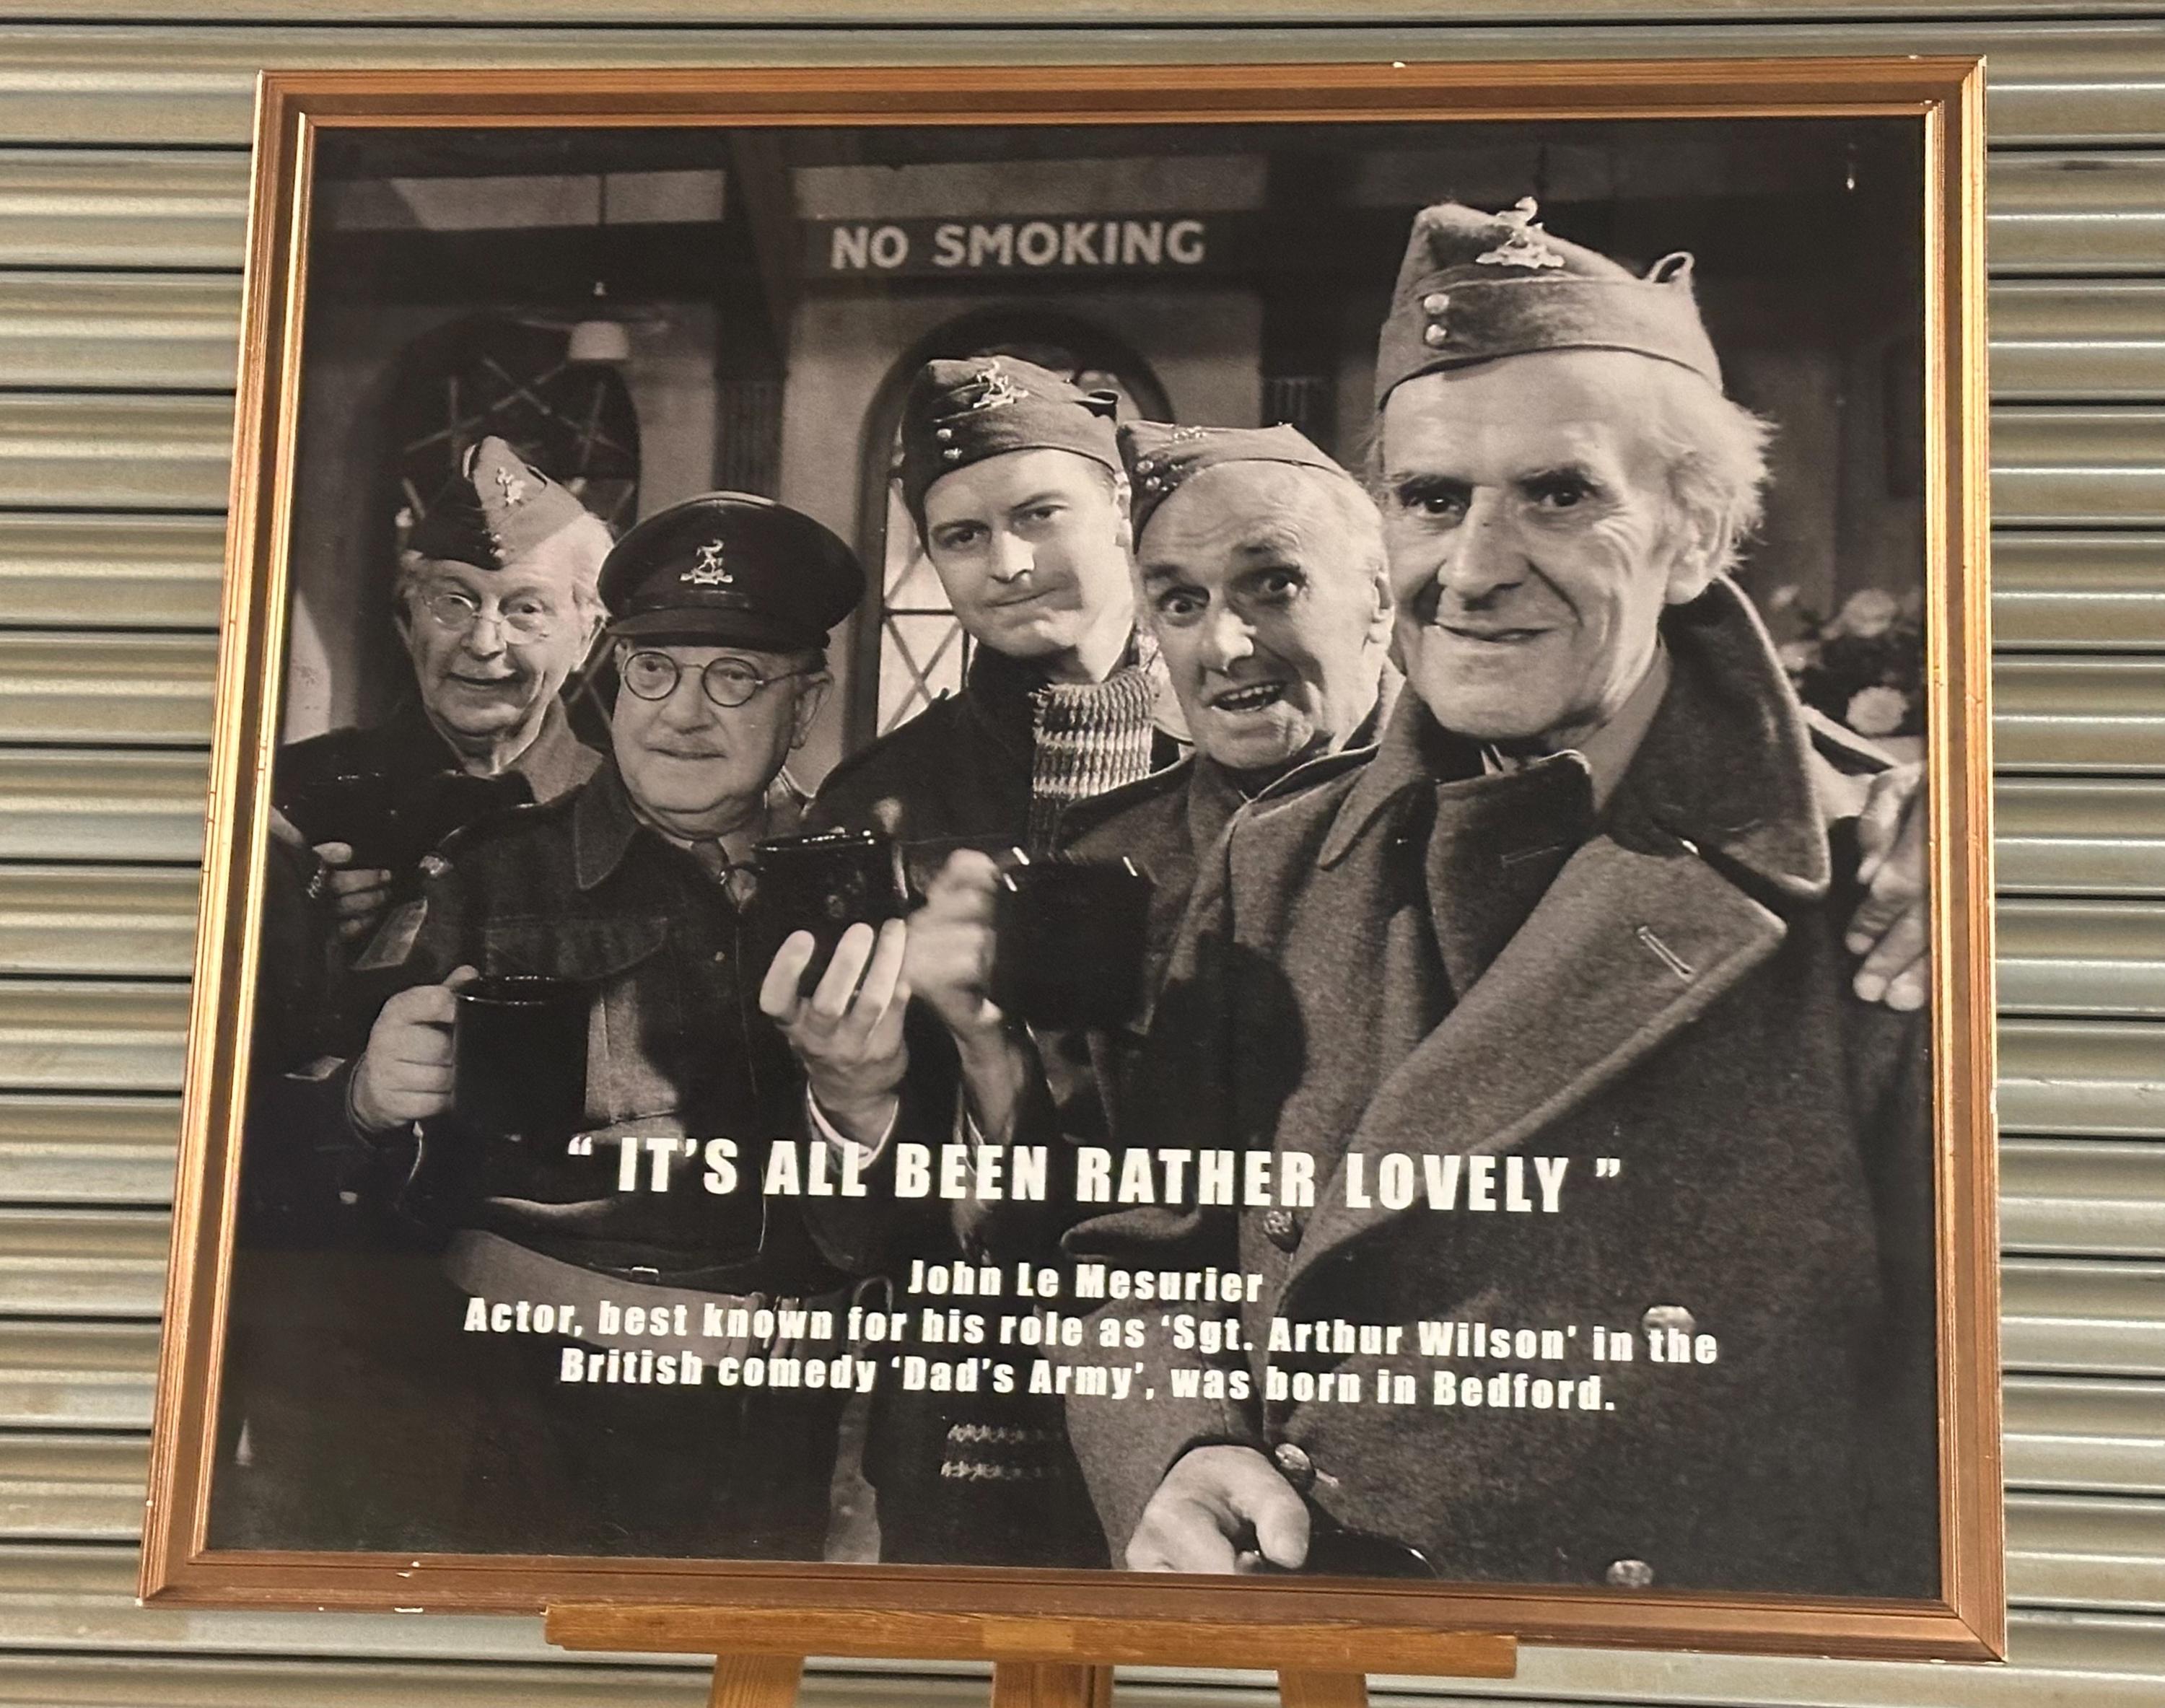 NO SMOKING
“ IT’S ALL BEEN RATHER LOVELY ”
John Le Mesurier
Actor, best known for his role as ‘Sgt. Arthur Wilson’ in the
British comedy ‘Dad’s Army’, was born in Bedford.